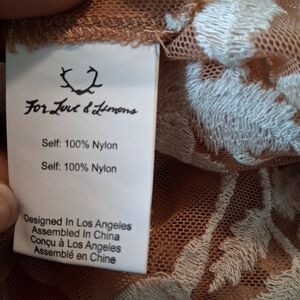 For Love & Lemons
Self: 100% Nylon
Self: 100% Nylon
Designed In Los Angeles
Assembled In China
Conçu à Los Angeles
Assemblé en Chine